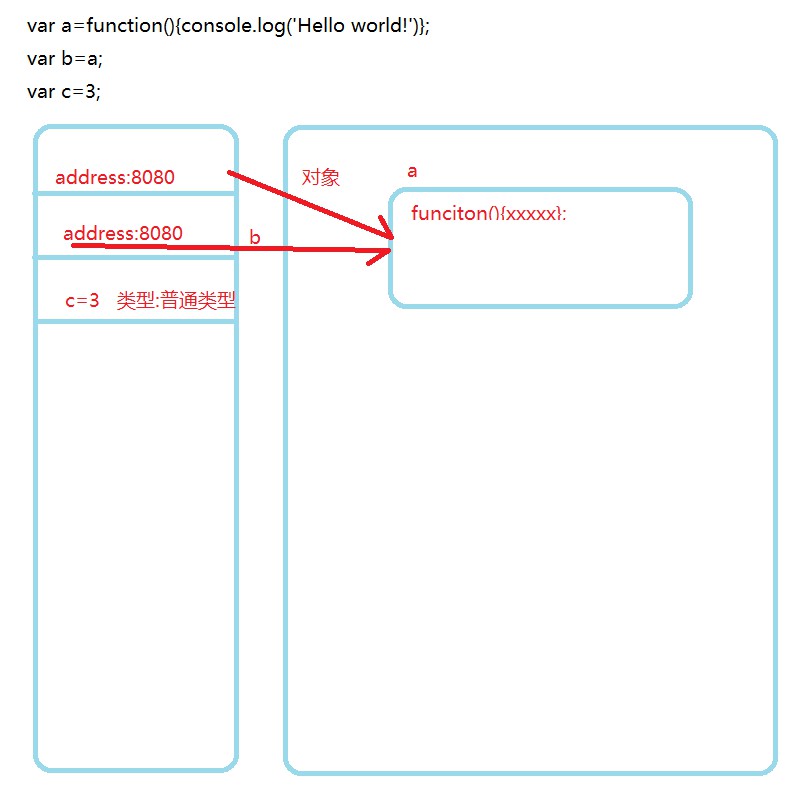 var a=function(){console.log('Hello world!')};
var b=a;
var c=3;
address:8080
对象
a
funciton(){xxxxx}:
address:8080
b
c=3 类型:普通类型